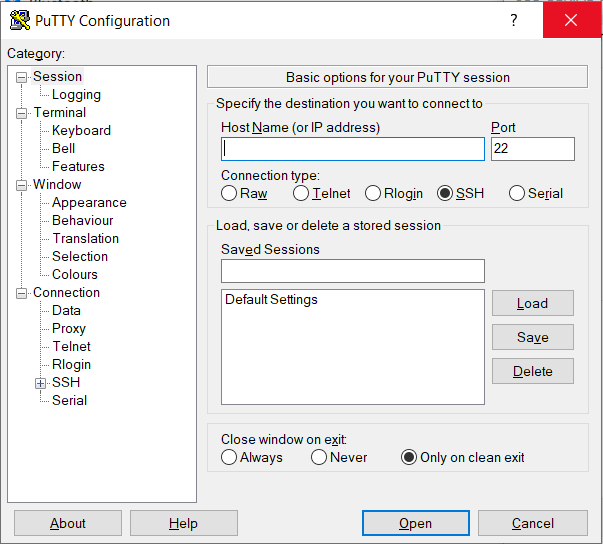 PuTTY Configuration
?
Category:
Session
Logging
Terminal
Keyboard
Bell
Features
Window
Appearance
Behaviour
Translation
Selection
Colours
Connection
Data
Proxy
Telnet
Rlogin
SSH
Serial
Basic options for your PuTTY session
Specify the destination you want to connect to
Host Name (or IP address) Port
22
Connection type:
Raw Telnet Rlogin SSH Serial
Load, save or delete a stored session
Saved Sessions
Default Settings
Load
Save
Delete
Close window on exit:
Always Never Only on clean exit
About Help Open Cancel